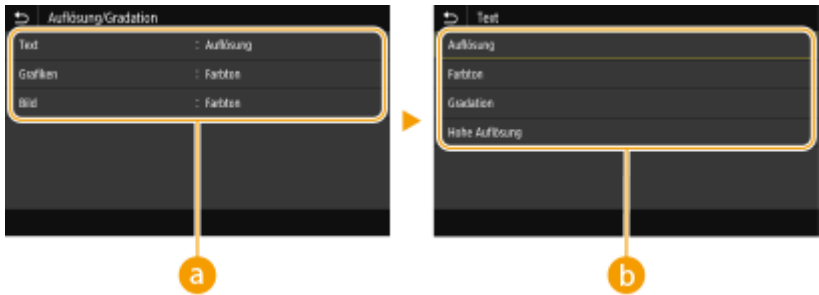 Auflösung/Gradation
Text : Auflösung
Grafiken : Farbton
Bild : Farbton
a
Text
Auflösung
Farbton
Gradation
Hohe Auflösung
b